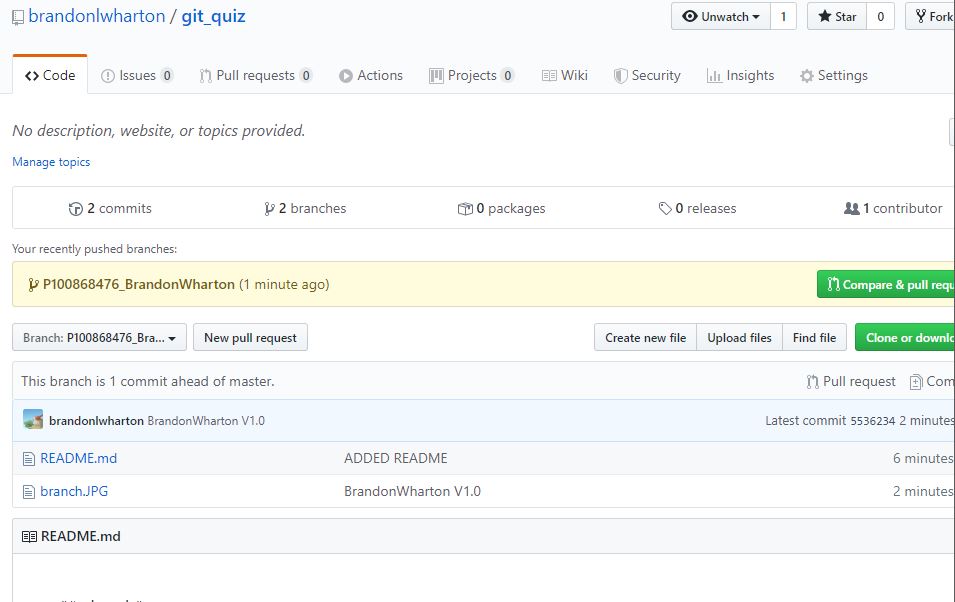 brandonlwharton / git_quiz
Unwatch 1 Star 0 Fork
Code Issues 0 Pull requests 0 Actions Projects 0 Wiki Security Insights Settings
No description, website, or topics provided.
Manage topics
2 commits 2 branches 0 packages 0 releases 1 contributor
Your recently pushed branches:
P100868476_BrandonWharton (1 minute ago) Compare & pull requ
Branch: P100868476_Bra... New pull request Create new file Upload files Find file Clone or downlo
This branch is 1 commit ahead of master. Pull request Com
brandonlwharton BrandonWharton V1.0 Latest commit 5536234 2 minutes
README.md ADDED README 6 minutes
branch.JPG BrandonWharton V1.0 2 minutes
README.md